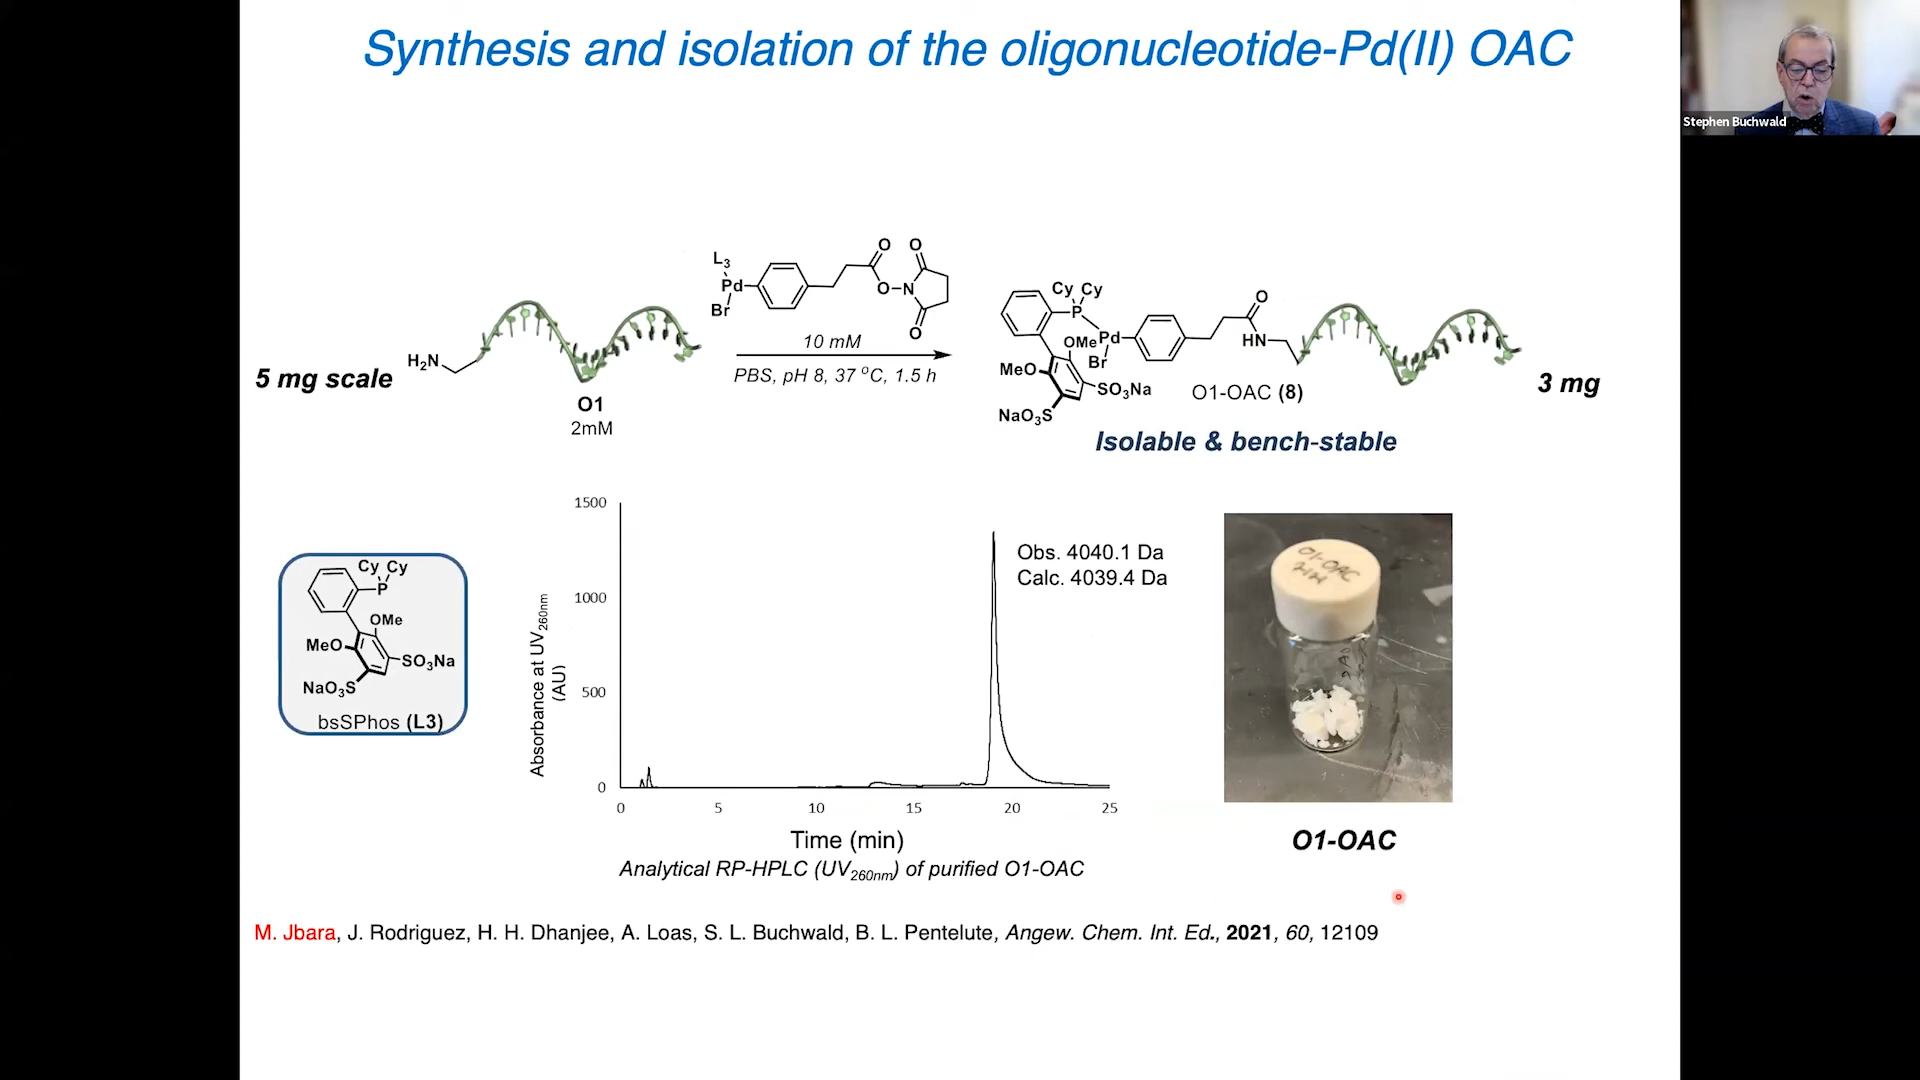 Synthesis and isolation of the oligonucleotide-Pd(II) OAC
Stephen Buchwald
L3
Pd
Br
O
O
O
N
O
10 mM
PBS, pH 8, 37 °C, 1.5 h
5 mg scale
H2N
O1
2mM
Cy Cy
P
Pd
Br
OMe
MeO
SO3Na
NaO3S
O
HN
O1-OAC (8)
3 mg
Isolable & bench-stable
Cy Cy
P
OMe
MeO
SO3Na
NaO3S
bsSPhos (L3)
1500
1000
500
0
Absorbance at UV260nm
(AU)
0 5 10 15 20 25
Time (min)
Obs. 4040.1 Da
Calc. 4039.4 Da
Analytical RP-HPLC (UV260nm) of purified O1-OAC
O1-OAC
O1-OAC
M. Jbara, J. Rodriguez, H. H. Dhanjee, A. Loas, S. L. Buchwald, B. L. Pentelute, Angew. Chem. Int. Ed., 2021, 60, 12109